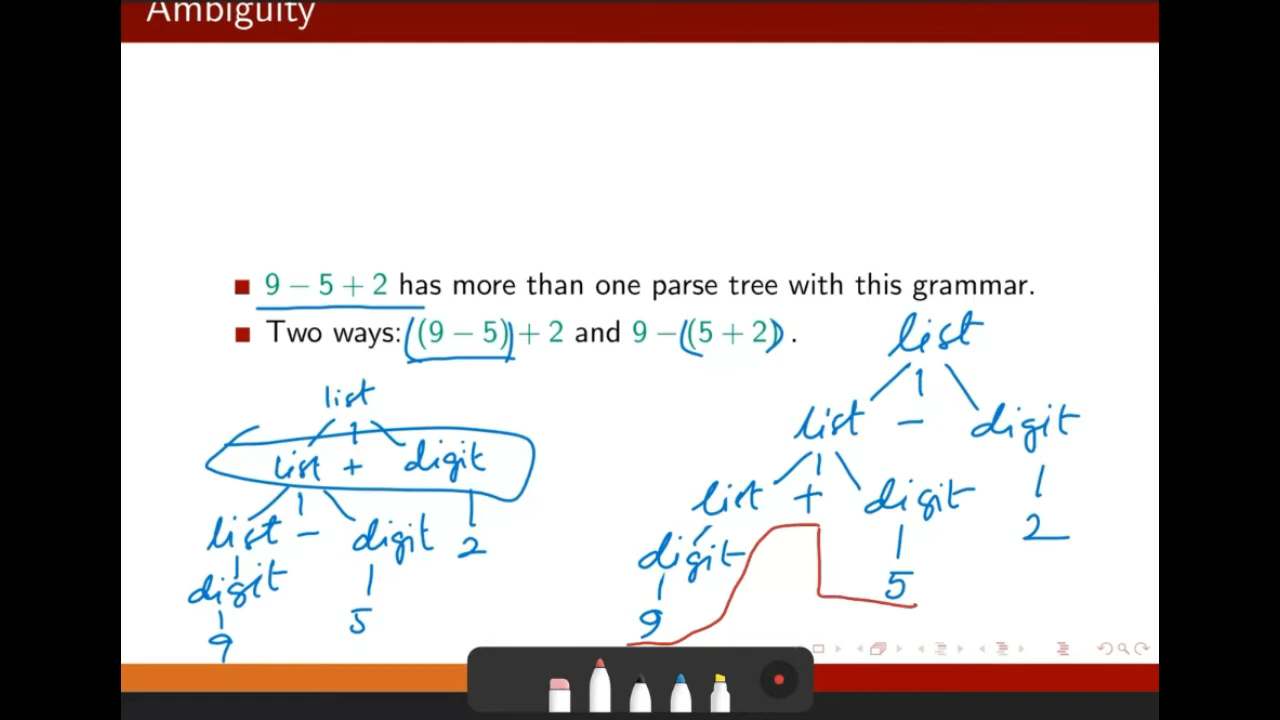 Ambiguity
9 − 5 + 2 has more than one parse tree with this grammar.
Two ways: ((9 − 5)) + 2 and 9 − ((5 + 2)) .
list
list + digit
list − digit 2
digit 5
9
list
list − digit
list + digit 2
digit 5
9